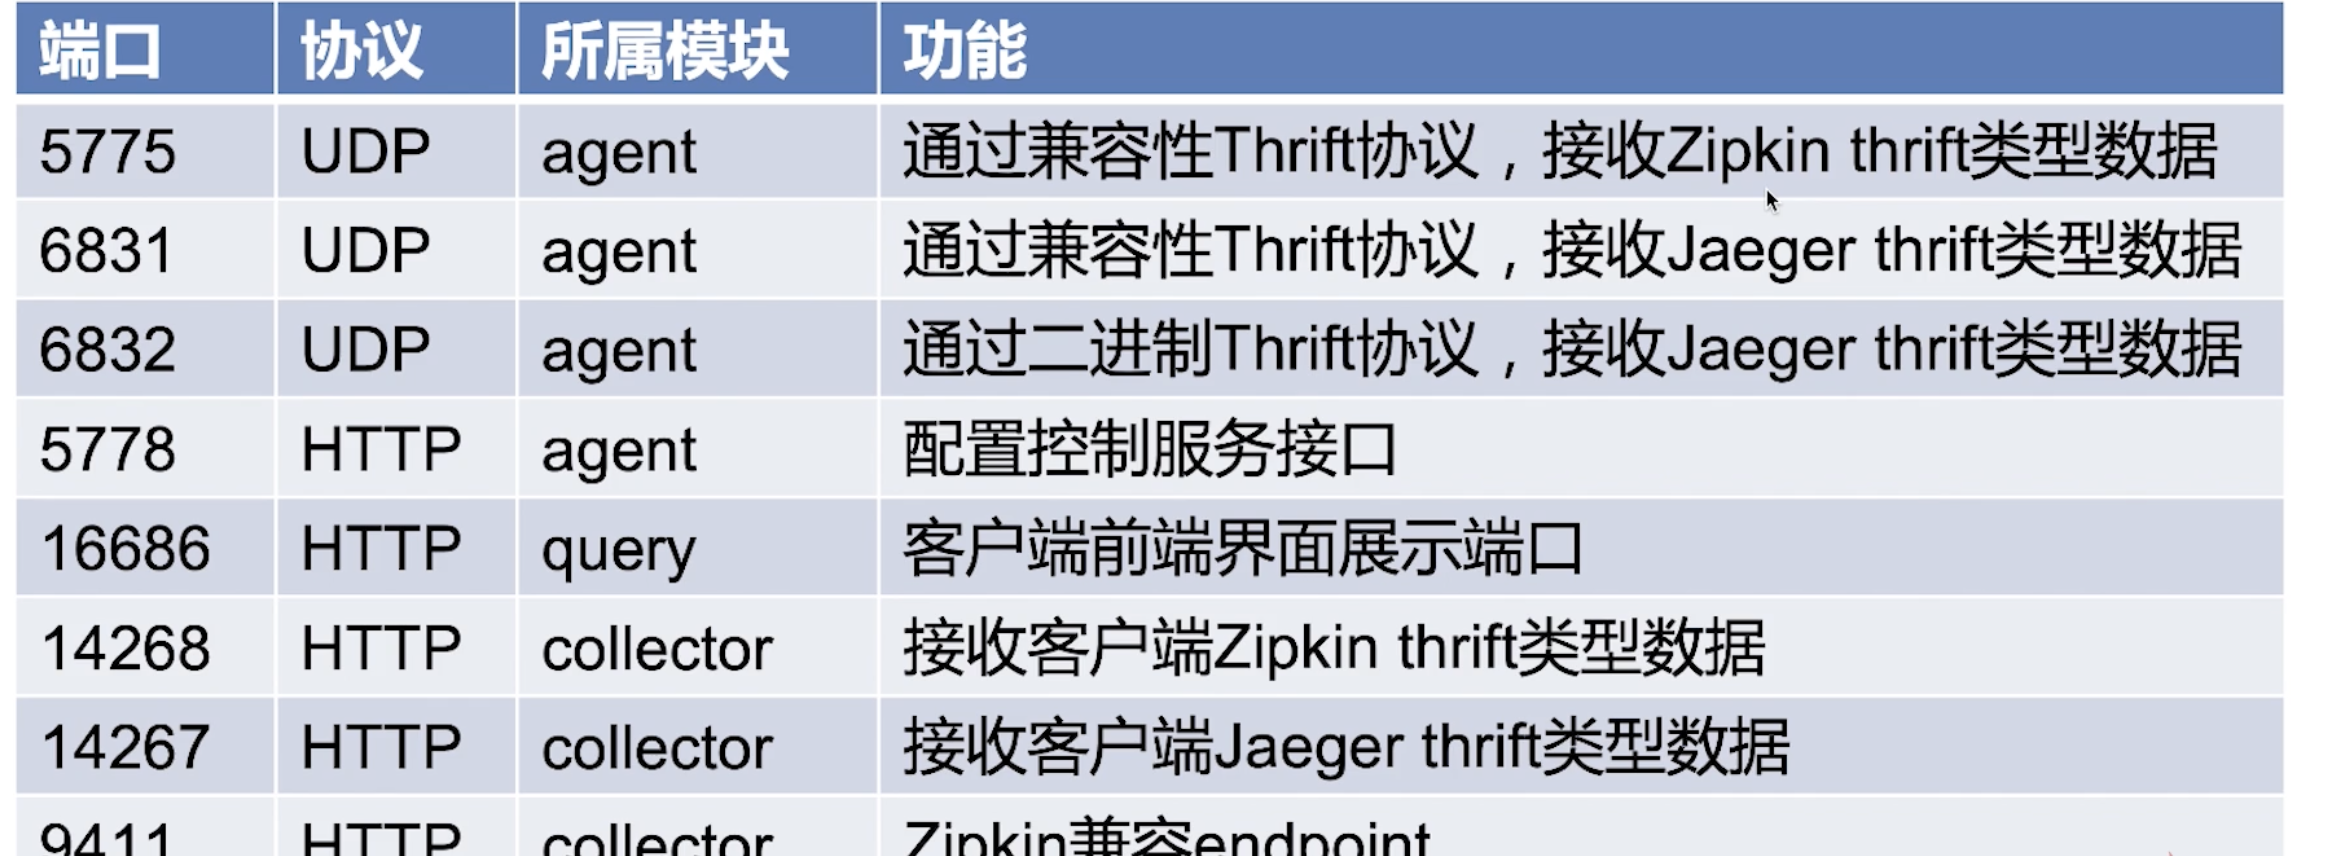 端口 协议 所属模块 功能
5775 UDP agent 通过兼容性Thrift协议，接收Zipkin thrift类型数据
6831 UDP agent 通过兼容性Thrift协议，接收Jaeger thrift类型数据
6832 UDP agent 通过二进制Thrift协议，接收Jaeger thrift类型数据
5778 HTTP agent 配置控制服务接口
16686 HTTP query 客户端前端界面展示端口
14268 HTTP collector 接收客户端Zipkin thrift类型数据
14267 HTTP collector 接收客户端Jaeger thrift类型数据
9411 HTTP collector Zipkin兼容endpoint